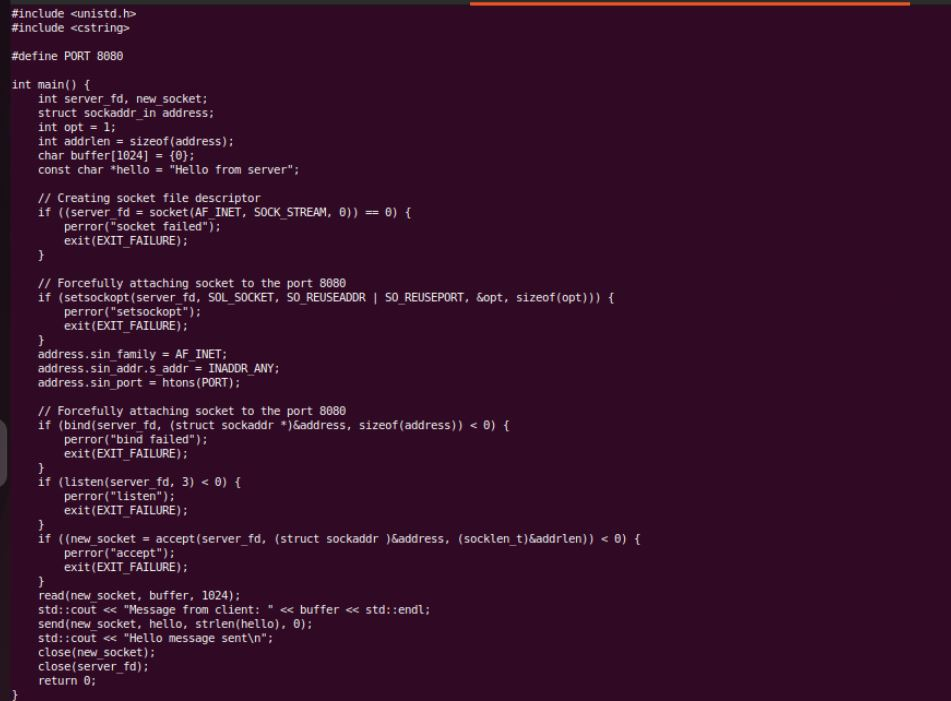 #include <unistd.h>
#include <cstring>

#define PORT 8080

int main() {
    int server_fd, new_socket;
    struct sockaddr_in address;
    int opt = 1;
    int addrlen = sizeof(address);
    char buffer[1024] = {0};
    const char *hello = "Hello from server";

    // Creating socket file descriptor
    if ((server_fd = socket(AF_INET, SOCK_STREAM, 0)) == 0) {
        perror("socket failed");
        exit(EXIT_FAILURE);
    }

    // Forcefully attaching socket to the port 8080
    if (setsockopt(server_fd, SOL_SOCKET, SO_REUSEADDR | SO_REUSEPORT, &opt, sizeof(opt))) {
        perror("setsockopt");
        exit(EXIT_FAILURE);
    }
    address.sin_family = AF_INET;
    address.sin_addr.s_addr = INADDR_ANY;
    address.sin_port = htons(PORT);

    // Forcefully attaching socket to the port 8080
    if (bind(server_fd, (struct sockaddr *)&address, sizeof(address)) < 0) {
        perror("bind failed");
        exit(EXIT_FAILURE);
    }
    if (listen(server_fd, 3) < 0) {
        perror("listen");
        exit(EXIT_FAILURE);
    }
    if ((new_socket = accept(server_fd, (struct sockaddr )&address, (socklen_t)&addrlen)) < 0) {
        perror("accept");
        exit(EXIT_FAILURE);
    }
    read(new_socket, buffer, 1024);
    std::cout << "Message from client: " << buffer << std::endl;
    send(new_socket, hello, strlen(hello), 0);
    std::cout << "Hello message sent\n";
    close(new_socket);
    close(server_fd);
    return 0;
}